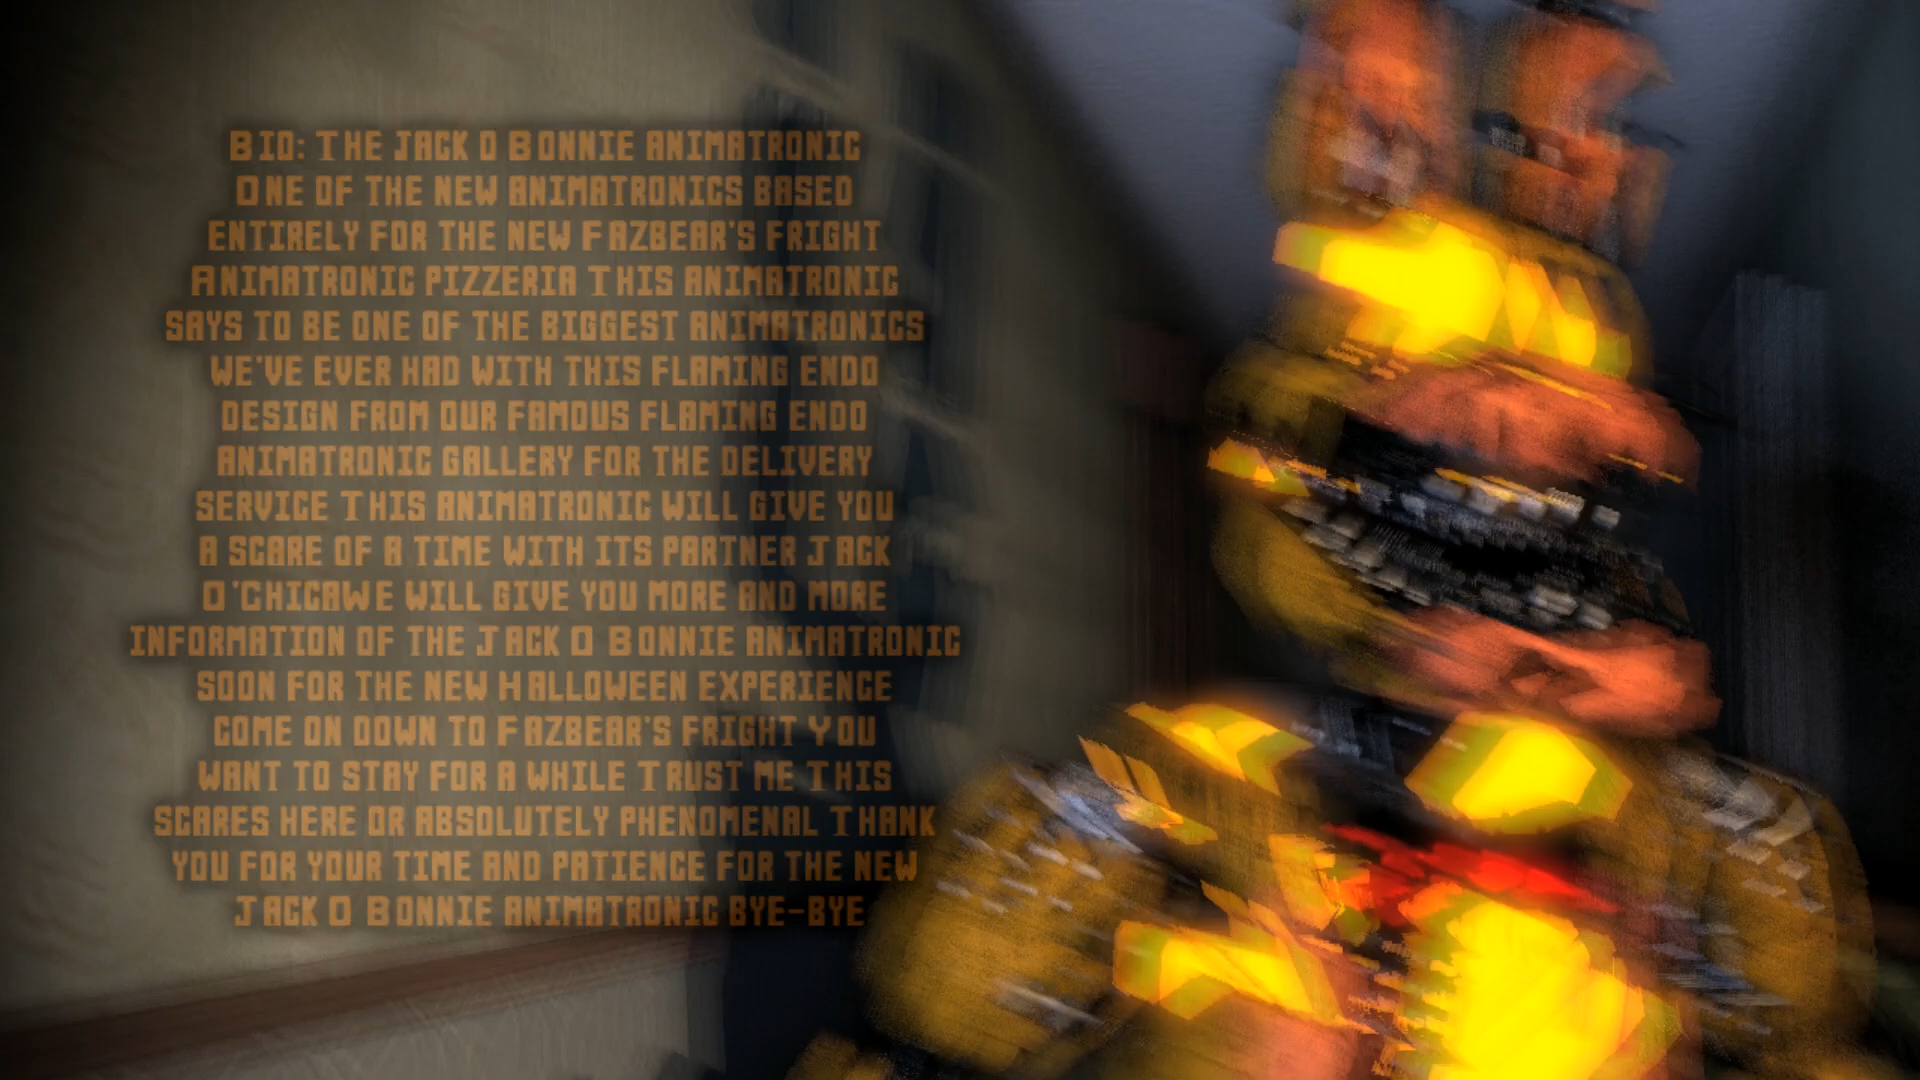 BIO: THE JACK O BONNIE ANIMATRONIC
ONE OF THE NEW ANIMATRONICS BASED
ENTIRELY FOR THE NEW FAZBEAR'S FRIGHT
ANIMATRONIC PIZZERIA THIS ANIMATRONIC
SAYS TO BE ONE OF THE BIGGEST ANIMATRONICS
WE'VE EVER HAD WITH THIS FLAMING ENDO
DESIGN FROM OUR FAMOUS FLAMING ENDO
ANIMATRONIC GALLERY FOR THE DELIVERY
SERVICE THIS ANIMATRONIC WILL GIVE YOU
A SCARE OF A TIME WITH ITS PARTNER JACK
O'CHICAWE WILL GIVE YOU MORE AND MORE
INFORMATION OF THE JACK O BONNIE ANIMATRONIC
SOON FOR THE NEW HALLOWEEN EXPERIENCE
COME ON DOWN TO FAZBEAR'S FRIGHT YOU
WANT TO STAY FOR A WHILE TRUST ME THIS
SCARES HERE OR ABSOLUTELY PHENOMENAL THANK
YOU FOR YOUR TIME AND PATIENCE FOR THE NEW
JACK O BONNIE ANIMATRONIC BYE-BYE